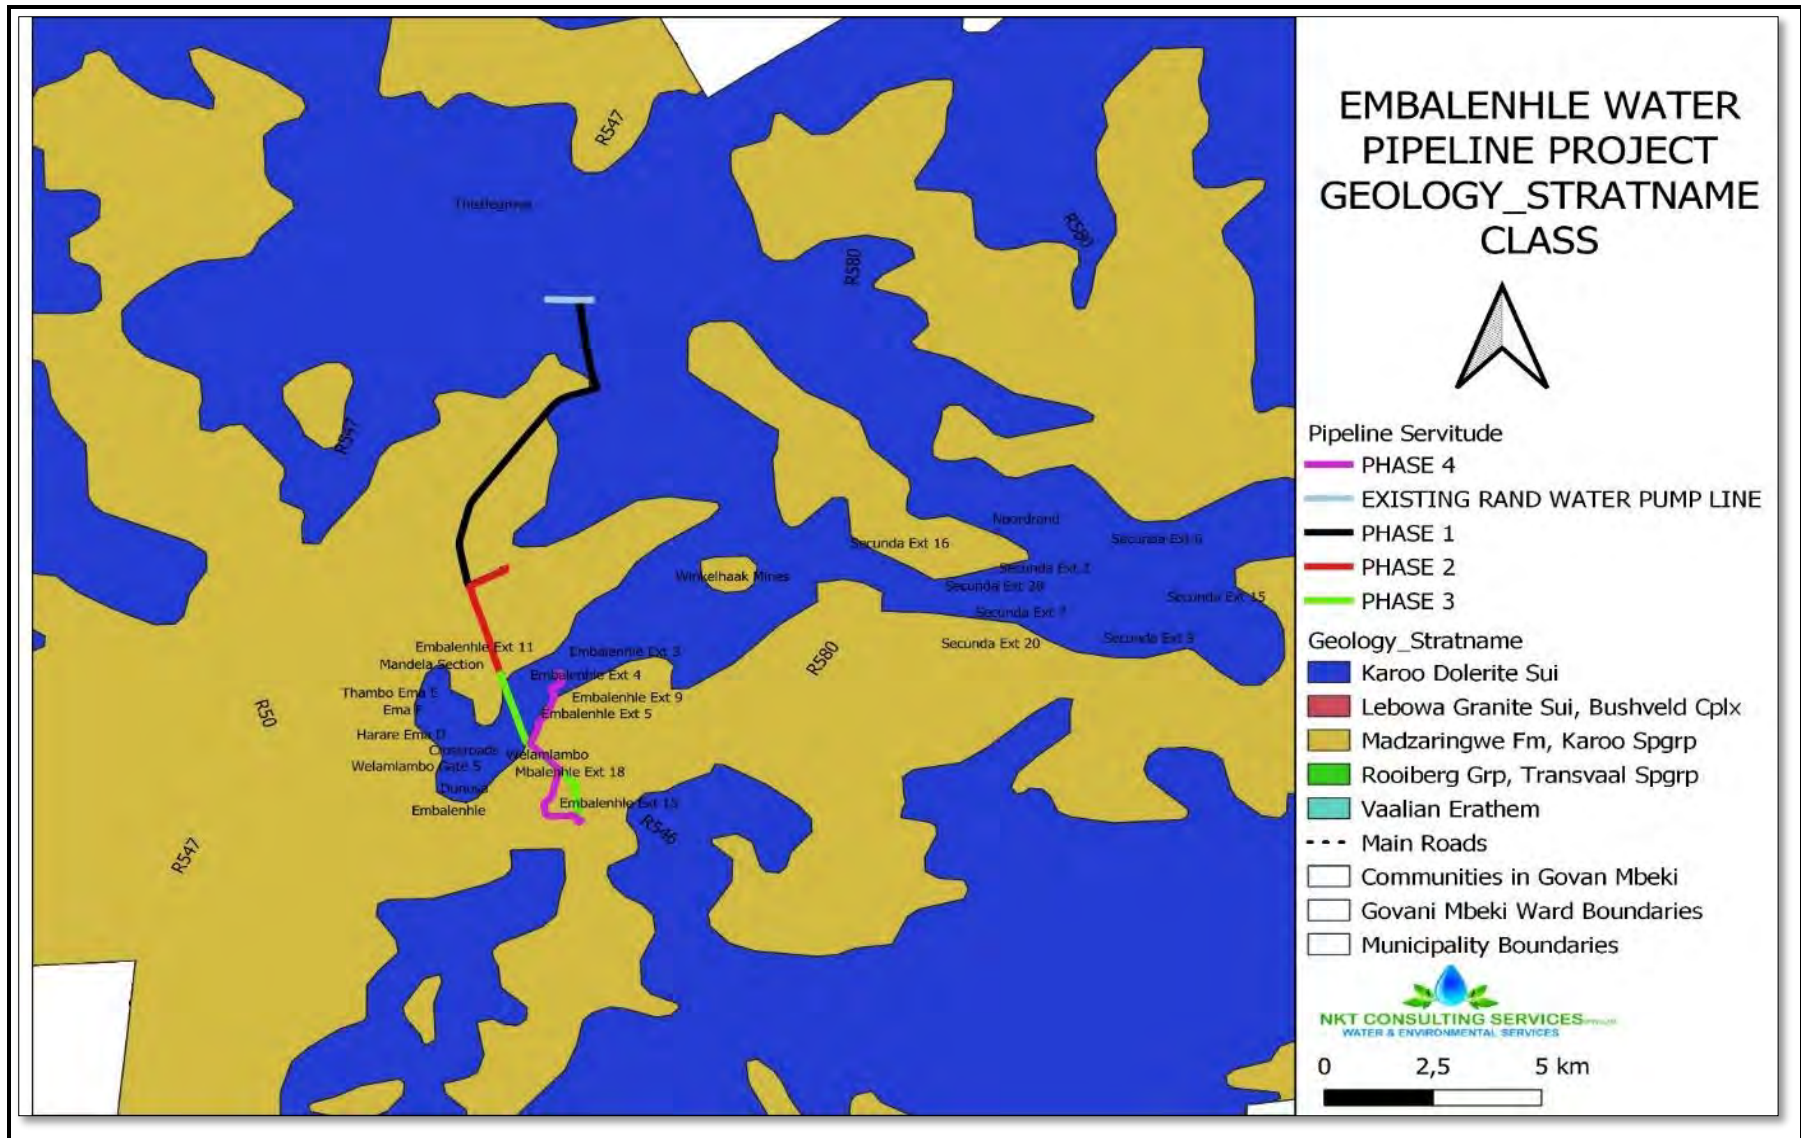 EMBALENHLE WATER
PIPELINE PROJECT
GEOLOGY_STRATNAME
CLASS
Pipeline Servitude
PHASE 4
EXISTING RAND WATER PUMP LINE
PHASE 1
PHASE 2
PHASE 3
Geology_Stratname
Karoo Dolerite Sui
Lebowa Granite Sui, Bushveld Cplx
Madzaringwe Fm, Karoo Spgrp
Rooiberg Grp, Transvaal Spgrp
Vaalian Erathem
Main Roads
Communities in Govan Mbeki
Govani Mbeki Ward Boundaries
Municipality Boundaries
NKT CONSULTING SERVICES
WATER & ENVIRONMENTAL SERVICES
0 2,5 5 km
R547
R580
R580
R547
Noordrand
Secunda Ext 6
Secunda Ext 16
Secunda Ext 1
Winkelhaak Mines
Secunda Ext 20
Secunda Ext 15
Secunda Ext 7
Secunda Ext 20
Embalenhle Ext 11
Embalenhle Ext 3
Mandela Section
Embalenhle Ext 4
R580
Thambo Ema E
Embalenhle Ext 9
Ema F
Embalenhle Ext 5
R50
Harare Ema D
Crossroads
Welamlambo
Welamlambo Gate 5
Mbalenhle Ext 18
Dunusa
Embalenhle Ext 15
Embalenhle
R546
R547